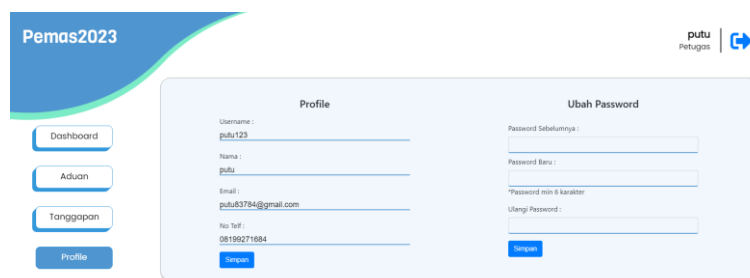 Pemas2023
putu
Petugas
Dashboard
Aduan
Tanggapan
Profile
Profile
Username :
putu123
Nama :
putu
Email :
putu83784@gmail.com
No Telf :
08199271684
Simpan
Ubah Password
Password Sebelumnya :
Password Baru :
*Password min 6 karakter
Ulangi Password :
Simpan